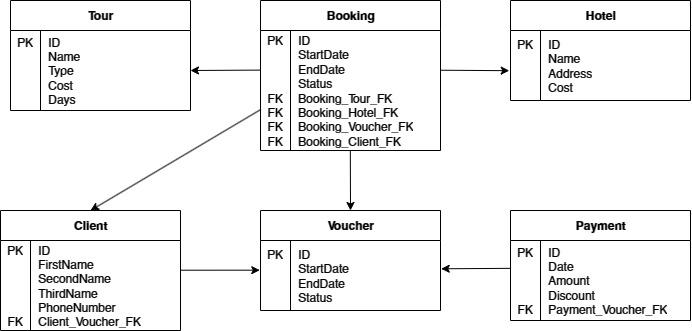 Tour
PK ID
Name
Type
Cost
Days
Booking
PK ID
StartDate
EndDate
Status
FK Booking_Tour_FK
FK Booking_Hotel_FK
FK Booking_Voucher_FK
FK Booking_Client_FK
Hotel
PK ID
Name
Address
Cost
Client
PK ID
FirstName
SecondName
ThirdName
PhoneNumber
FK Client_Voucher_FK
Voucher
PK ID
StartDate
EndDate
Status
Payment
PK ID
Date
Amount
Discount
FK Payment_Voucher_FK